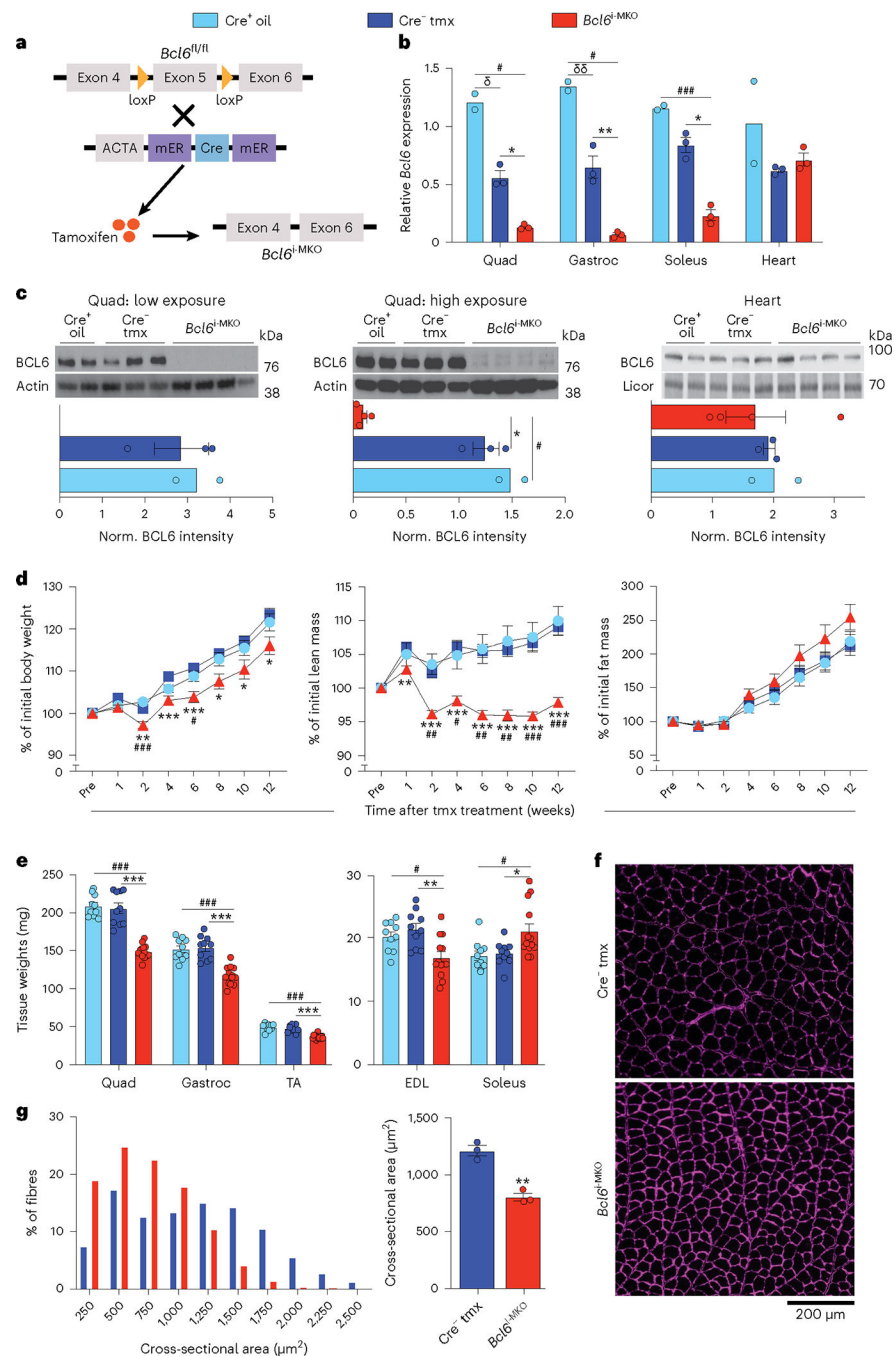 Cre⁺ oil Cre⁻ tmx Bcl6ⁱ⁻ᴹᴷᴼ
a
Bcl6ᶠˡ/ᶠˡ
Exon 4 Exon 5 Exon 6
loxP loxP
ACTA mER Cre mER
Tamoxifen
Exon 4 Exon 6
Bcl6ⁱ⁻ᴹᴷᴼ
b
Relative Bcl6 expression
1.5
1.0
0.5
0
# δ *
# δδ **
### *
Quad Gastroc Soleus Heart
c
Quad: low exposure
Cre⁺ oil Cre⁻ tmx Bcl6ⁱ⁻ᴹᴷᴼ kDa
BCL6 76
Actin 38
0 1 2 3 4 5
Norm. BCL6 intensity
Quad: high exposure
Cre⁺ oil Cre⁻ tmx Bcl6ⁱ⁻ᴹᴷᴼ kDa
BCL6 76
Actin 38
* #
0 0.5 1.0 1.5 2.0
Norm. BCL6 intensity
Heart
Cre⁺ oil Cre⁻ tmx Bcl6ⁱ⁻ᴹᴷᴼ kDa
100
BCL6
Licor 70
0 1 2 3
Norm. BCL6 intensity
d
% of initial body weight
130
120
110
100
90
0
** *** *** * * *
### #
Pre 1 2 4 6 8 10 12
% of initial lean mass
115
110
105
100
95
90
0
** *** *** *** *** *** ***
## # ## ## ### ###
Pre 1 2 4 6 8 10 12
Time after tmx treatment (weeks)
% of initial fat mass
300
250
200
150
100
50
0
Pre 1 2 4 6 8 10 12
e
Tissue weights (mg)
250
200
150
100
50
0
### ***
### ***
### ***
Quad Gastroc TA
30
20
10
0
# **
# *
EDL Soleus
f
Cre⁻ tmx
Bcl6ⁱ⁻ᴹᴷᴼ
200 µm
g
% of fibres
30
20
10
0
250 500 750 1,000 1,250 1,500 1,750 2,000 2,250 2,500
Cross-sectional area (µm²)
Cross-sectional area (µm²)
1,500
1,000
500
0
**
Cre⁻ tmx Bcl6ⁱ⁻ᴹᴷᴼ